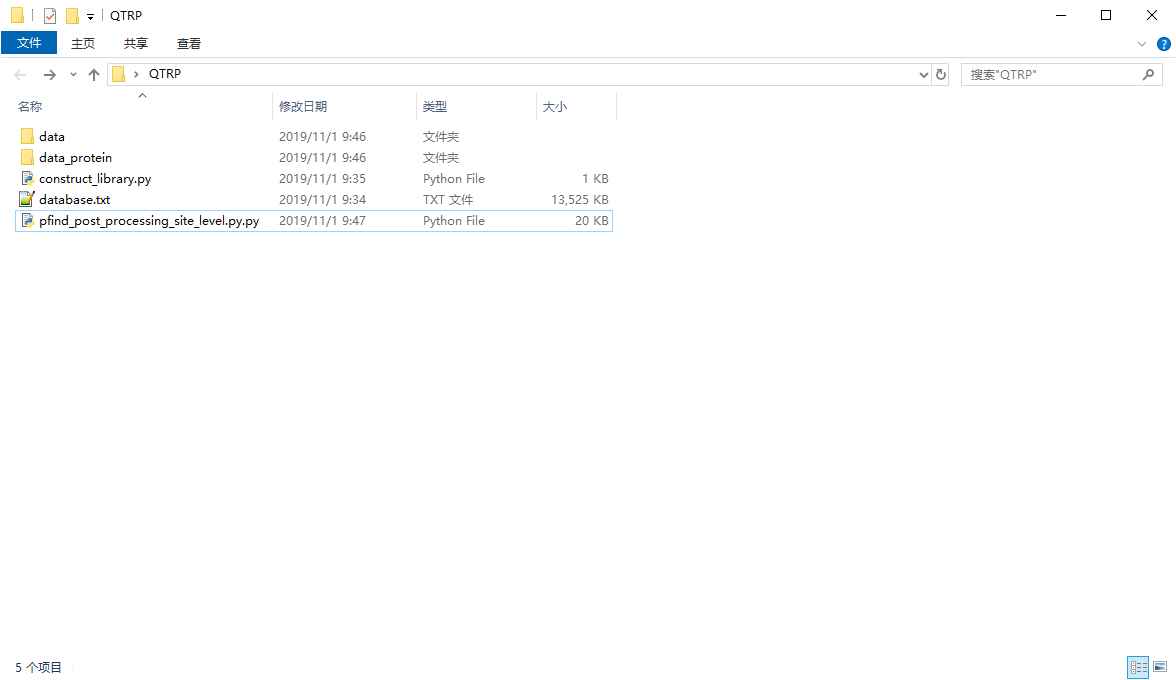 QTRP
文件 主页 共享 查看
QTRP
搜索"QTRP"
名称 修改日期 类型 大小
data 2019/11/1 9:46 文件夹
data_protein 2019/11/1 9:46 文件夹
construct_library.py 2019/11/1 9:35 Python File 1 KB
database.txt 2019/11/1 9:34 TXT 文件 13,525 KB
pfind_post_processing_site_level.py.py 2019/11/1 9:47 Python File 20 KB
5 个项目